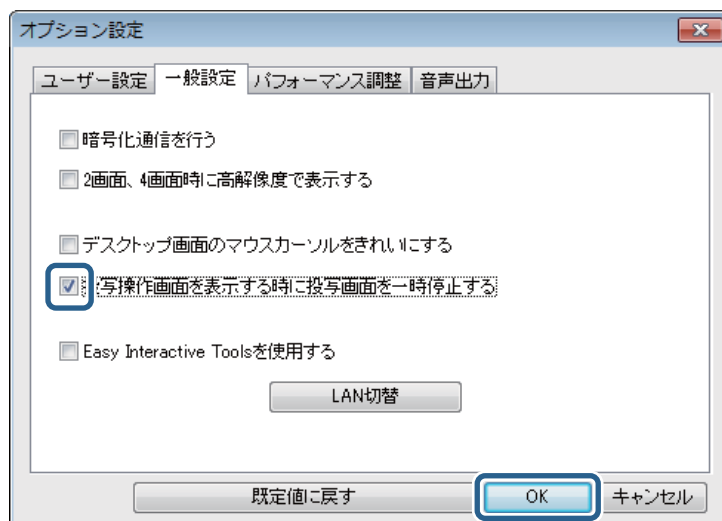 オプション設定
ユーザー設定 一般設定 パフォーマンス調整 音声出力
暗号化通信を行う
2画面、4画面時に高解像度で表示する
デスクトップ画面のマウスカーソルをきれいにする
写操作画面を表示する時に投写画面を一時停止する
Easy Interactive Toolsを使用する
LAN切替
既定値に戻す OK キャンセル